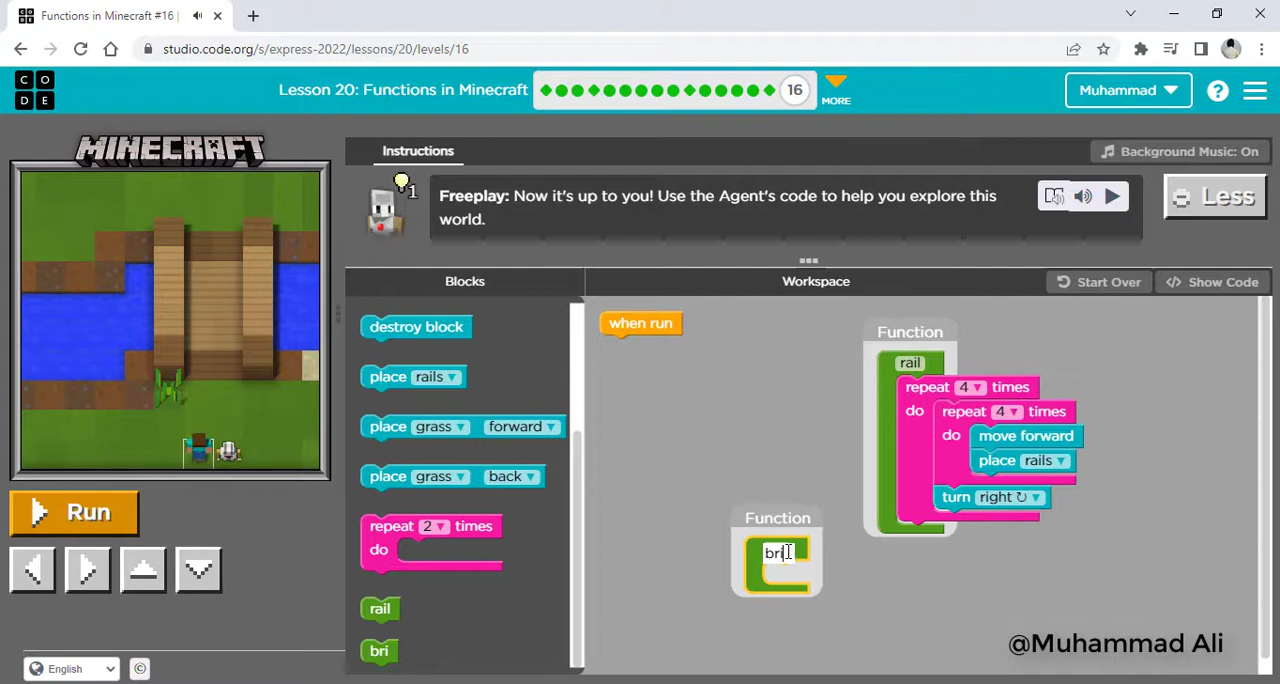 Functions in Minecraft #16 |
studio.code.org/s/express-2022/lessons/20/levels/16
C O
D E
Lesson 20: Functions in Minecraft
16
MORE
Muhammad
?
MINECRAFT
Instructions
Background Music: On
1
Freeplay: Now it's up to you! Use the Agent's code to help you explore this
world.
Less
Blocks
Workspace
Start Over
</> Show Code
destroy block
place rails
place grass forward
place grass back
repeat 2 times
do
rail
bri
when run
Function
rail
repeat 4 times
do
repeat 4 times
do
move forward
place rails
turn right ↻
Function
bri
Run
English
©
@Muhammad Ali